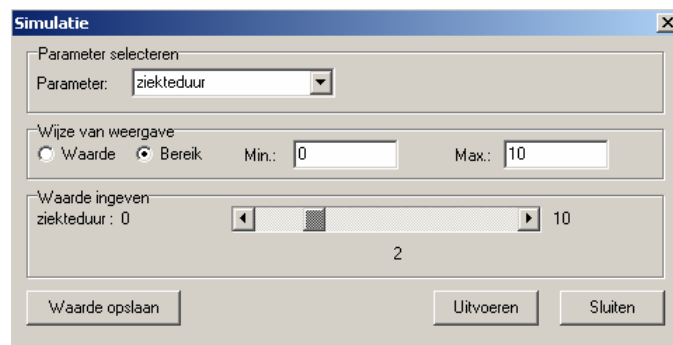 Simulatie
Parameter selecteren
Parameter: ziekteduur
Wijze van weergave
Waarde Bereik Min.: 0 Max.: 10
Waarde ingeven
ziekteduur : 0 10
2
Waarde opslaan Uitvoeren Sluiten